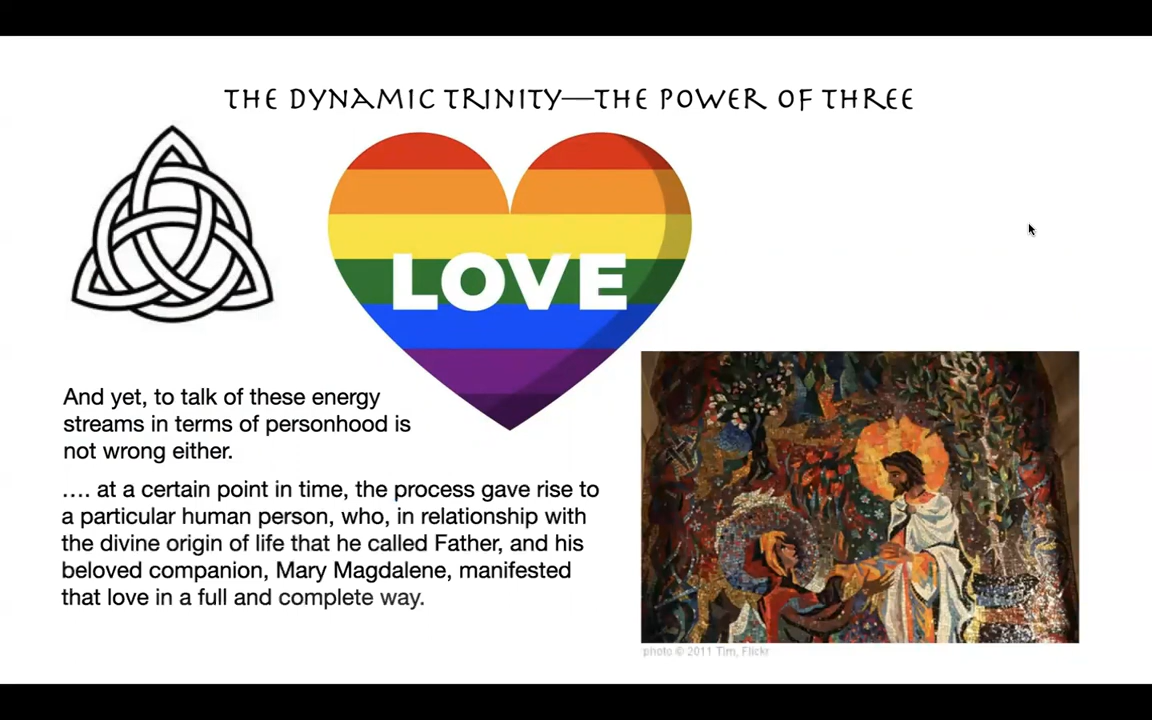 THE DYNAMIC TRINITY—THE POWER OF THREE
LOVE
And yet, to talk of these energy
streams in terms of personhood is
not wrong either.
…. at a certain point in time, the process gave rise to
a particular human person, who, in relationship with
the divine origin of life that he called Father, and his
beloved companion, Mary Magdalene, manifested
that love in a full and complete way.
photo © 2011 Tim, Flickr